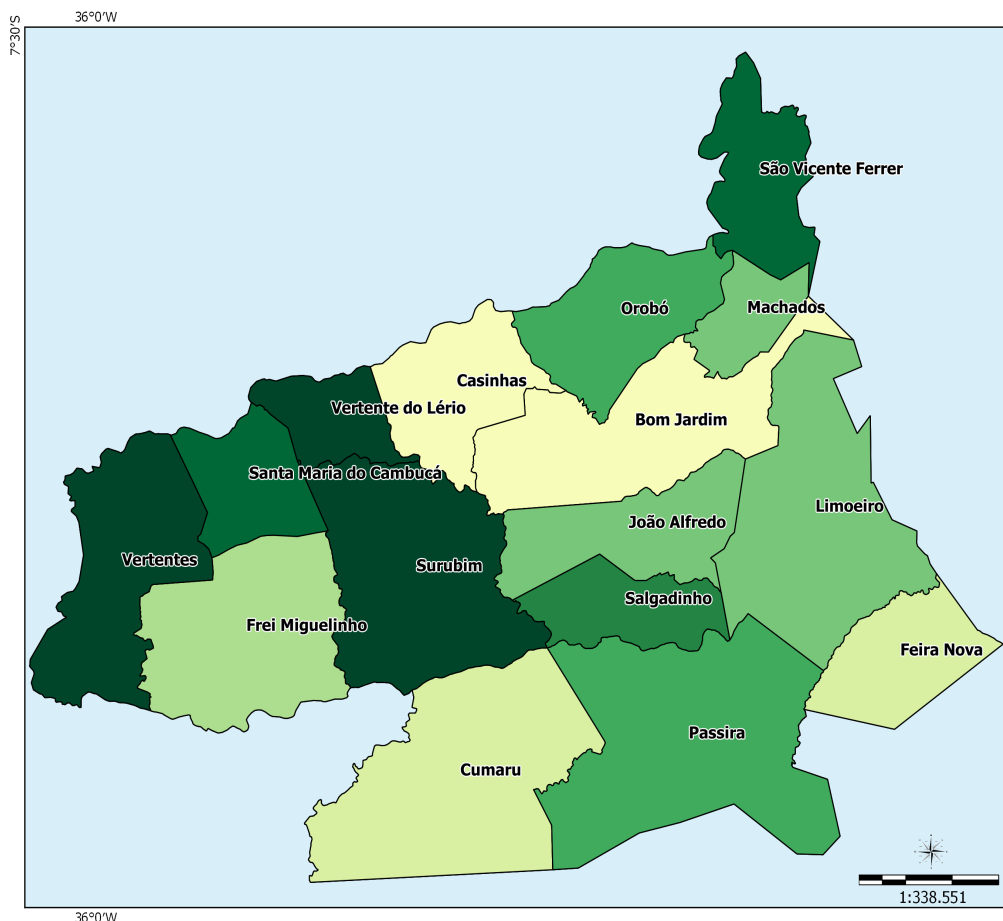 36°0'W
7°30'S
São Vicente Ferrer
Orobó
Machados
Casinhas
Vertente do Lério
Bom Jardim
Santa Maria do Cambucá
Limoeiro
João Alfredo
Vertentes
Surubim
Salgadinho
Frei Miguelinho
Feira Nova
Passira
Cumaru
1:338.551
36°0'W